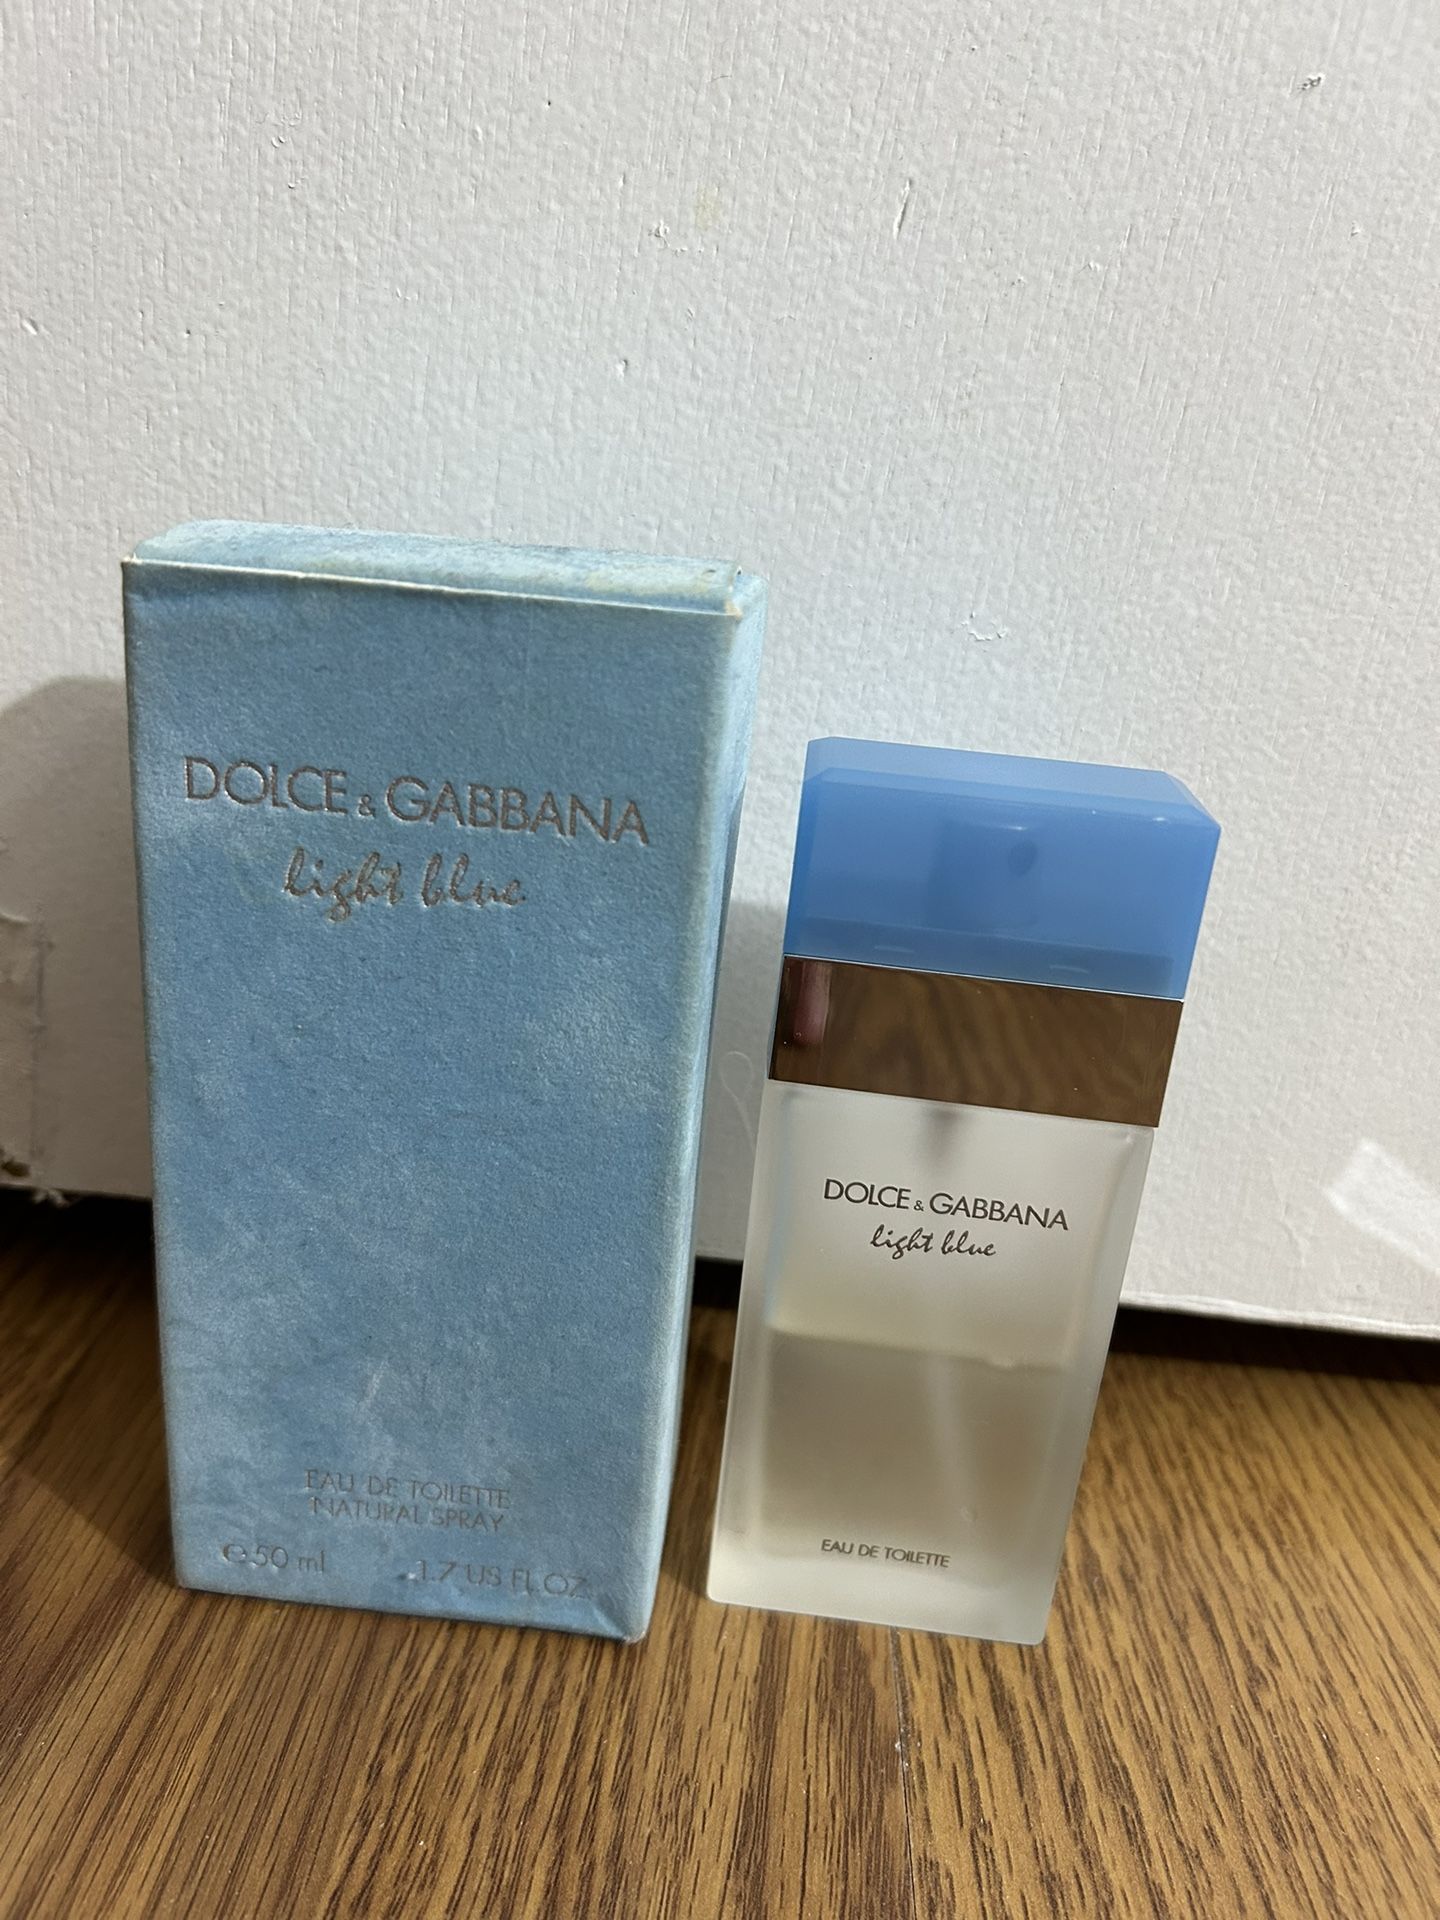 DOLCE & GABBANA
light blue
EAU DE TOILETTE
NATURAL SPRAY
℮50 ml 1.7 US FL.OZ.
DOLCE & GABBANA
light blue
EAU DE TOILETTE